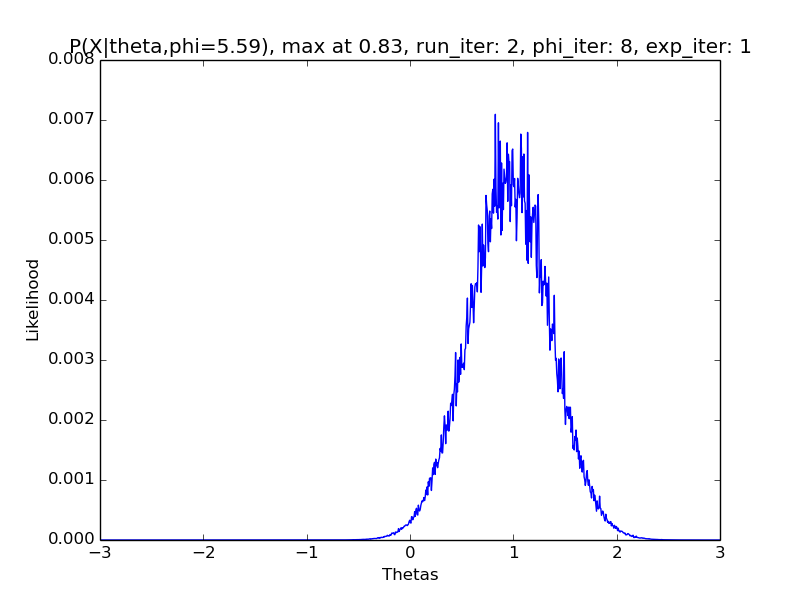 P(X|theta,phi=5.59), max at 0.83, run_iter: 2, phi_iter: 8, exp_iter: 1
0.008
0.007
0.006
0.005
0.004
0.003
0.002
0.001
0.000
Likelihood
−3 −2 −1 0 1 2 3
Thetas